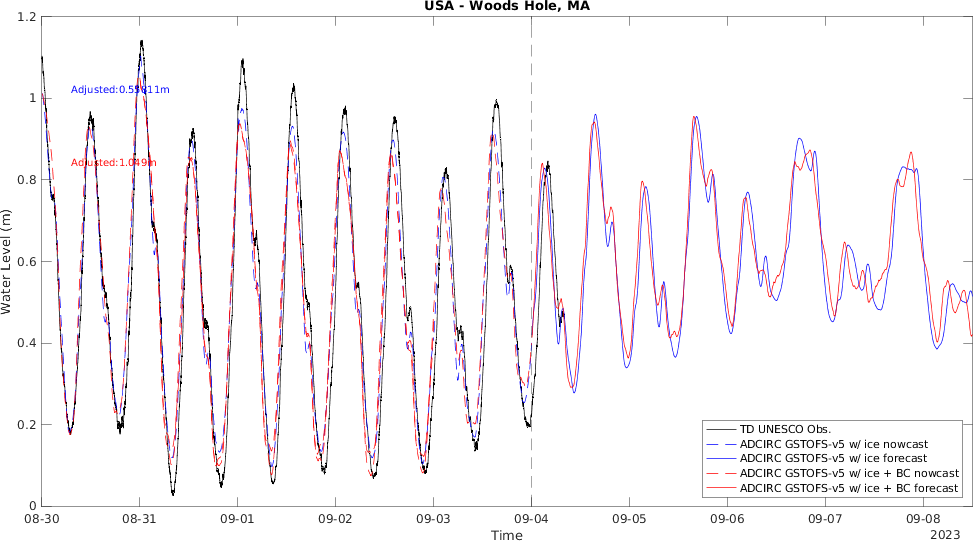 USA - Woods Hole, MA
1.2
1
0.8
0.6
0.4
0.2
0
Water Level (m)
Adjusted:1.049m
08-30
08-31
09-01
09-02
09-03
09-04
09-05
09-06
09-07
09-08
Time
2023
TD UNESCO Obs.
ADCIRC GSTOFS-v5 w/ ice nowcast
ADCIRC GSTOFS-v5 w/ ice forecast
ADCIRC GSTOFS-v5 w/ ice + BC nowcast
ADCIRC GSTOFS-v5 w/ ice + BC forecast